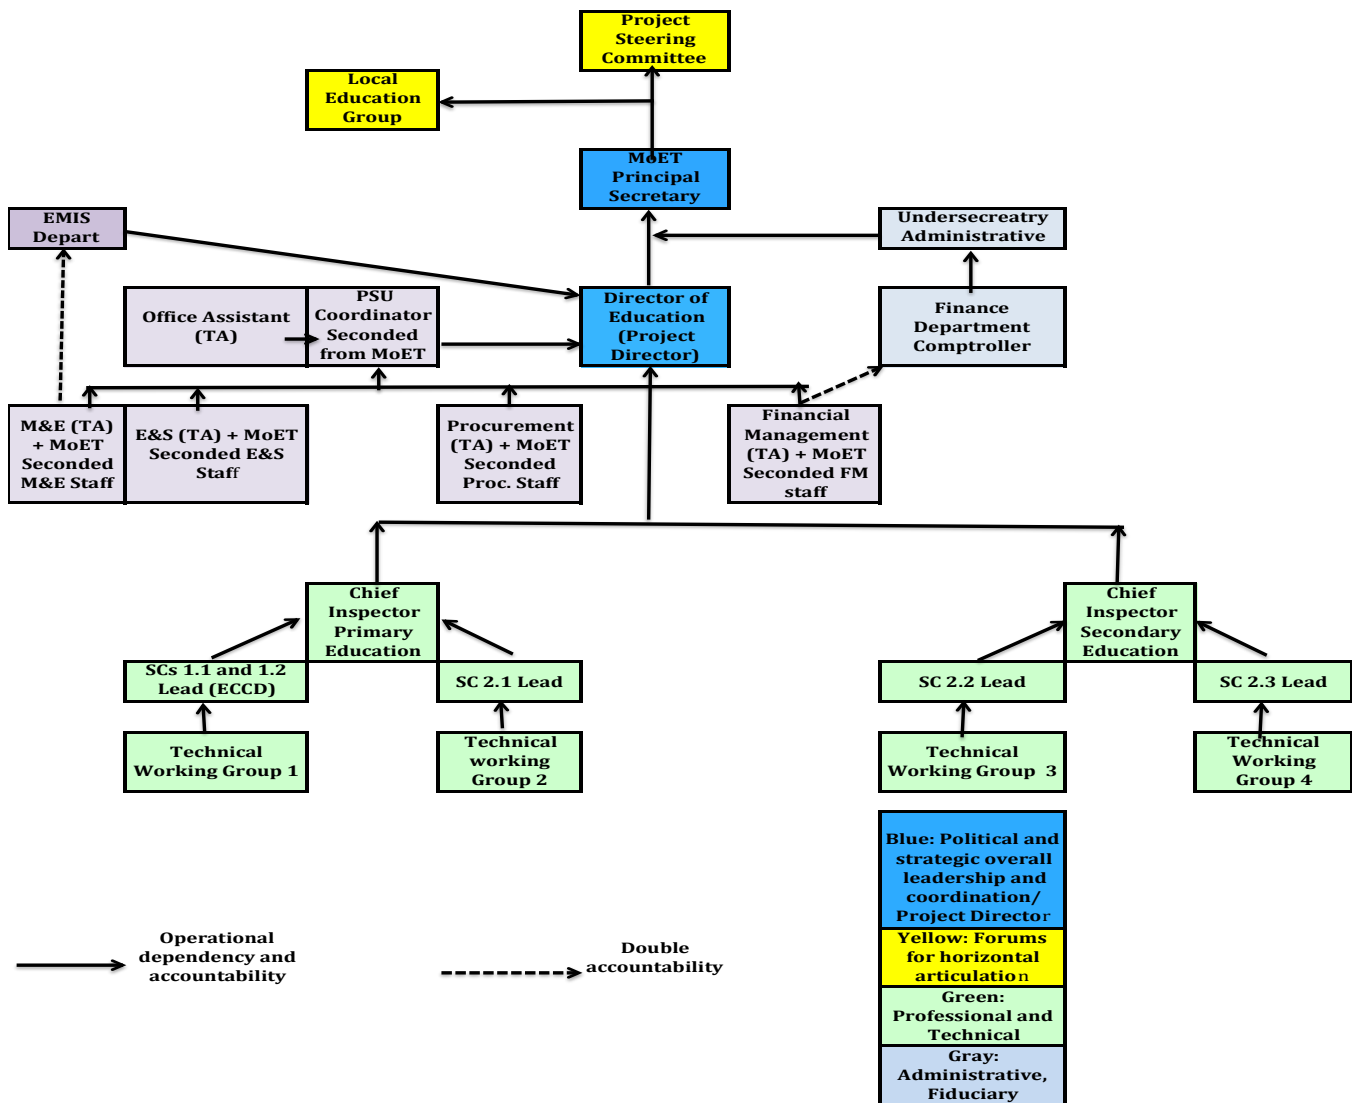 Project
Steering
Committee
Local
Education
Group
MoET
Principal
Secretary
EMIS
Depart
Undersecreatry
Administrative
Office Assistant
(TA)
PSU
Coordinator
Seconded
from MoET
Director of
Education
(Project
Director)
Finance
Department
Comptroller
M&E (TA)
+ MoET
Seconded
M&E Staff
E&S (TA) + MoET
Seconded E&S
Staff
Procurement
(TA) + MoET
Seconded
Proc. Staff
Financial
Management
(TA) + MoET
Seconded FM
staff
Chief
Inspector
Primary
Education
Chief
Inspector
Secondary
Education
SCs 1.1 and 1.2
Lead (ECCD)
SC 2.1 Lead
SC 2.2 Lead
SC 2.3 Lead
Technical
Working Group 1
Technical
working
Group 2
Technical
Working Group 3
Technical
Working
Group 4
Blue: Political and
strategic overall
leadership and
coordination/
Project Director
Yellow: Forums
for horizontal
articulation
Green:
Professional and
Technical
Gray:
Administrative,
Fiduciary
Operational
dependency and
accountability
Double
accountability